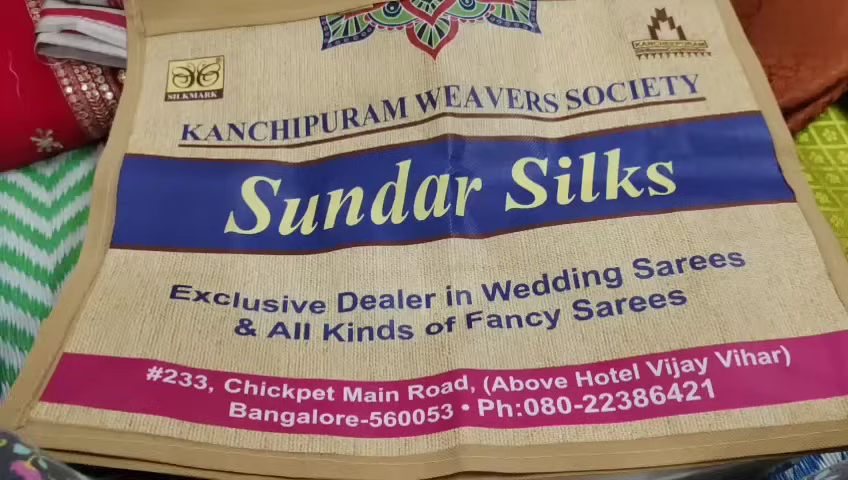 SILKMARK
KANCHEEPURAM
KANCHIPURAM WEAVERS SOCIETY
Sundar Silks
Exclusive Dealer in Wedding Sarees
& All Kinds of Fancy Sarees
#233, Chickpet Main Road, (Above Hotel Vijay Vihar)
Bangalore-560053 • Ph:080-22386421